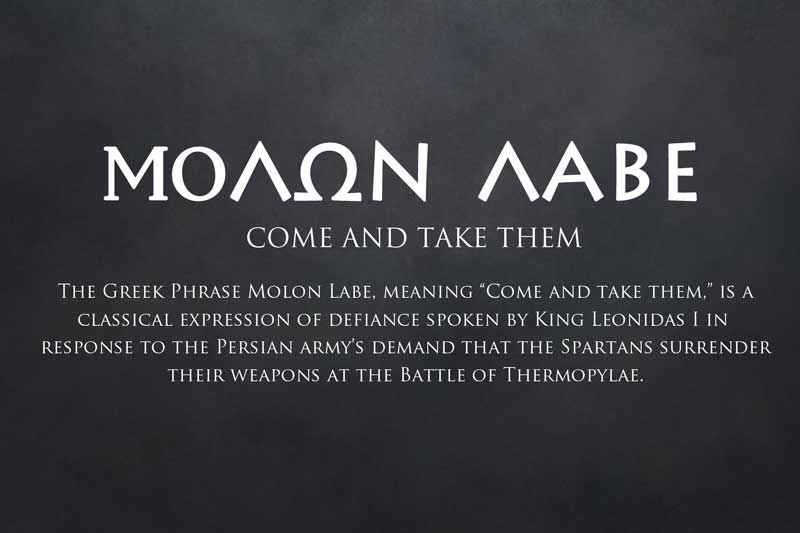 ΜΟΛΩΝ ΛΑΒΕ
COME AND TAKE THEM
The Greek Phrase Molon Labe, meaning “Come and take them,” is a
classical expression of defiance spoken by King Leonidas I in
response to the Persian army’s demand that the Spartans surrender
their weapons at the Battle of Thermopylae.